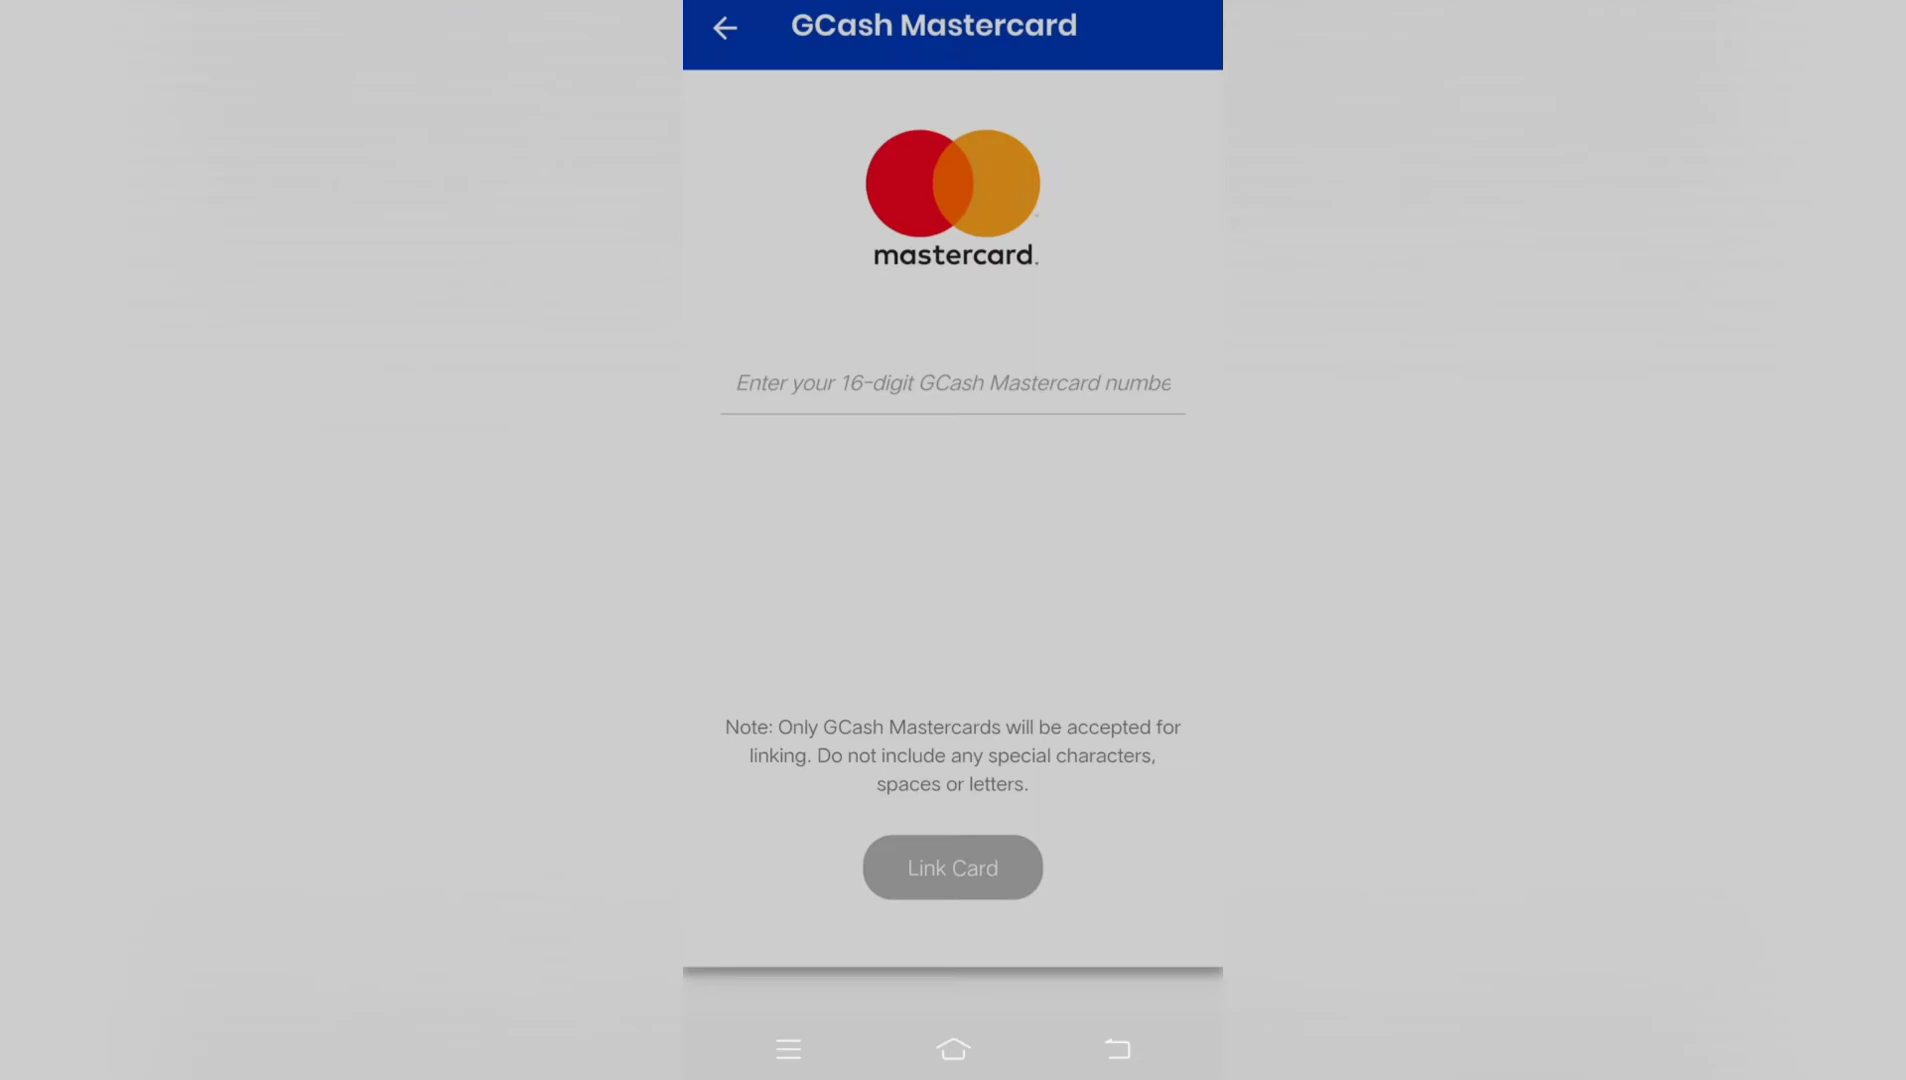 GCash Mastercard
mastercard.
Enter your 16-digit GCash Mastercard numbe
Note: Only GCash Mastercards will be accepted for
linking. Do not include any special characters,
spaces or letters.
Link Card